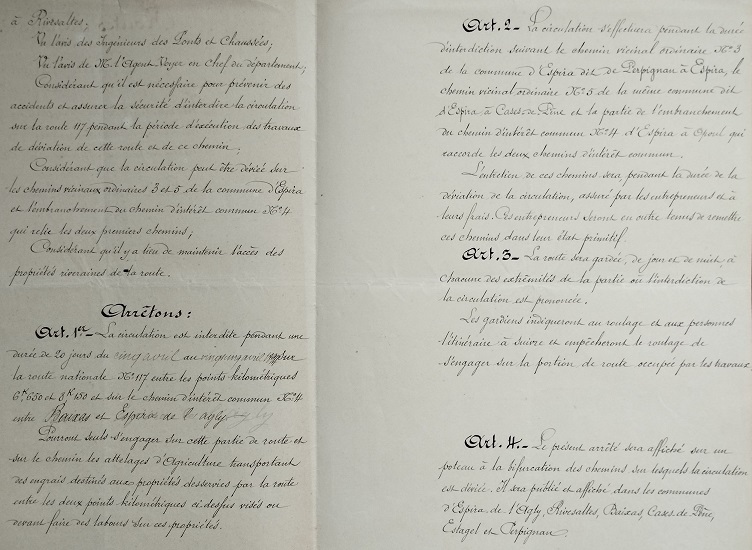 à Rivesaltes;
Vu l'avis des Ingénieurs des Ponts et Chaussées;
Vu l'avis de M. l'Agent Voyer en Chef du département;
Considérant qu'il est nécessaire pour prévenir des
accidents et assurer la sécurité d'interdire la circulation
sur la route 117 pendant la période d'exécution des travaux
de déviation de cette route et de ce chemin;
Considérant que la circulation peut être déviée sur
les chemins vicinaux ordinaires 3 et 5 de la commune d'Espira
et l'embranchement du chemin d'intérêt commun N° 4
qui relie les deux premiers chemins;
Considérant qu'il y a lieu de maintenir l'accès des
propriétés riveraines de la route.
Arrêtons:
Art. 1er - La circulation est interdite pendant une
durée de 20 jours du cinq avril au vingt cinq avril sur
la route nationale N° 117 entre les points kilométriques
6k,650 et 8k,150 et sur le chemin d'intérêt commun N° 4
entre Baixas et Espira de l'Agly
Pourront seuls s'engager sur cette partie de route et
sur le chemin les attelages d'Agriculture transportant
des engrais destinés aux propriétés desservies par la route
entre les deux points kilométriques ci-dessus visés ou
devant faire des labours sur ces propriétés.
Art. 2 - La circulation s'effectuera pendant la durée
d'interdiction suivant le chemin vicinal ordinaire N° 3
de la commune d'Espira dit de Perpignan à Espira, le
chemin vicinal ordinaire N° 5 de la même commune dit
d'Espira à Cases de Pène et la partie de l'embranchement
du chemin d'intérêt commun N° 4 d'Espira à Opoul qui
raccorde les deux chemins d'intérêt commun.
L'entretien de ces chemins sera, pendant la durée de la
déviation de la circulation, assuré par les entrepreneurs et à
leurs frais. Ces entrepreneurs seront en outre tenus de remettre
ces chemins dans leur état primitif.
Art. 3 - La route sera gardée, de jour et de nuit, à
chacune des extrémités de la partie où l'interdiction de
la circulation est prononcée.
Les gardiens indiqueront au roulage et aux personnes
l'itinéraire à suivre et empêcheront le roulage de
s'engager sur la portion de route occupée par les travaux.
Art. 4 - Le présent arrêté sera affiché sur un
poteau à la bifurcation des chemins sur lesquels la circulation
est déviée. Il sera publié et affiché dans les communes
d'Espira de l'Agly, Rivesaltes, Baixas, Cases de Pène,
Estagel et Perpignan.